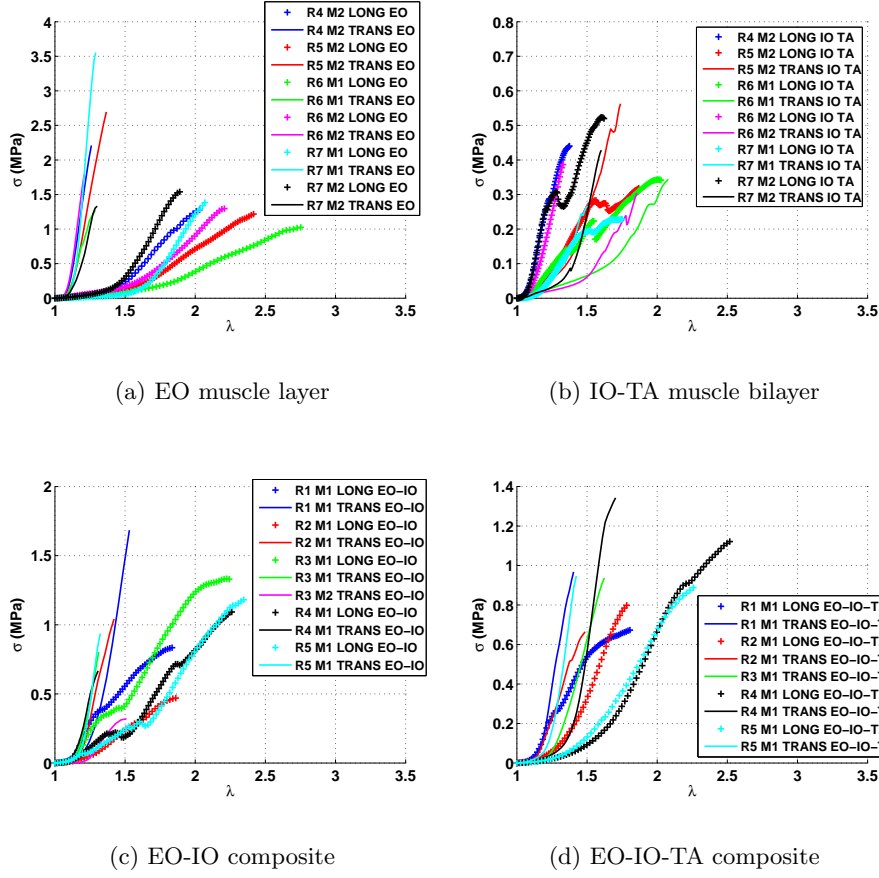 R4 M2 LONG EO
R4 M2 TRANS EO
R5 M2 LONG EO
R5 M2 TRANS EO
R6 M1 LONG EO
R6 M1 TRANS EO
R6 M2 LONG EO
R6 M2 TRANS EO
R7 M1 LONG EO
R7 M1 TRANS EO
R7 M2 LONG EO
R7 M2 TRANS EO
4
3.5
3
2.5
2
1.5
1
0.5
0
σ (MPa)
1 1.5 2 2.5 3 3.5
λ
(a) EO muscle layer
R4 M2 LONG IO TA
R5 M2 LONG IO TA
R5 M2 TRANS IO TA
R6 M1 LONG IO TA
R6 M1 TRANS IO TA
R6 M2 LONG IO TA
R6 M2 TRANS IO TA
R7 M1 LONG IO TA
R7 M1 TRANS IO TA
R7 M2 LONG IO TA
R7 M2 TRANS IO TA
0.8
0.7
0.6
0.5
0.4
0.3
0.2
0.1
0
σ (MPa)
1 1.5 2 2.5 3 3.5
λ
(b) IO-TA muscle bilayer
R1 M1 LONG EO−IO
R1 M1 TRANS EO−IO
R2 M1 LONG EO−IO
R2 M1 TRANS EO−IO
R3 M1 LONG EO−IO
R3 M1 TRANS EO−IO
R3 M2 TRANS EO−IO
R4 M1 LONG EO−IO
R4 M1 TRANS EO−IO
R5 M1 LONG EO−IO
R5 M1 TRANS EO−IO
2
1.5
1
0.5
0
σ (MPa)
1 1.5 2 2.5 3 3.5
λ
(c) EO-IO composite
1.4
1.2
1
0.8
0.6
0.4
0.2
0
σ (MPa)
R1 M1 LONG EO−IO−T
R1 M1 TRANS EO−IO−
R2 M1 LONG EO−IO−T
R2 M1 TRANS EO−IO−
R3 M1 TRANS EO−IO−
R4 M1 LONG EO−IO−T
R4 M1 TRANS EO−IO−
R5 M1 LONG EO−IO−T
R5 M1 TRANS EO−IO−
1 1.5 2 2.5 3 3.5
λ
(d) EO-IO-TA composite